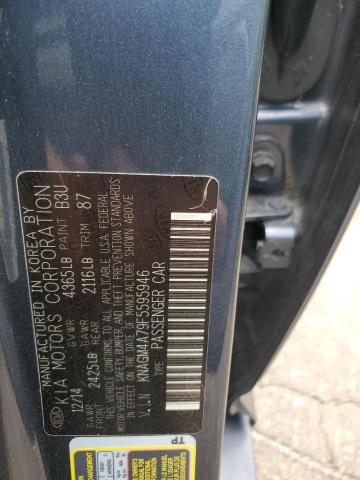 KIA MANUFACTURED IN KOREA BY
KIA MOTORS CORPORATION
12/14 GVWR 4365LB PAINT B3U
GAWR FRONT 2425LB GAWR REAR 2116LB TRIM 87
THIS VEHICLE CONFORMS TO ALL APPLICABLE U.S.A. FEDERAL
MOTOR VEHICLE SAFETY, BUMPER, AND THEFT PREVENTION STANDARDS
IN EFFECT ON THE DATE OF MANUFACTURE SHOWN ABOVE
V.I.N KNAGM4A79F5595946
TYPE: PASSENGER CAR
TP